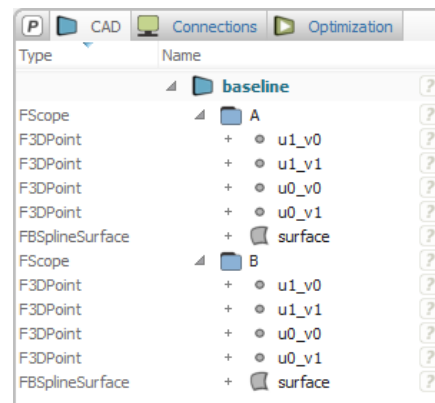 P CAD Connections Optimization
Type Name
baseline ?
FScope A ?
F3DPoint + u1_v0 ?
F3DPoint + u1_v1 ?
F3DPoint + u0_v0 ?
F3DPoint + u0_v1 ?
FBSplineSurface + surface ?
FScope B ?
F3DPoint + u1_v0 ?
F3DPoint + u1_v1 ?
F3DPoint + u0_v0 ?
F3DPoint + u0_v1 ?
FBSplineSurface + surface ?